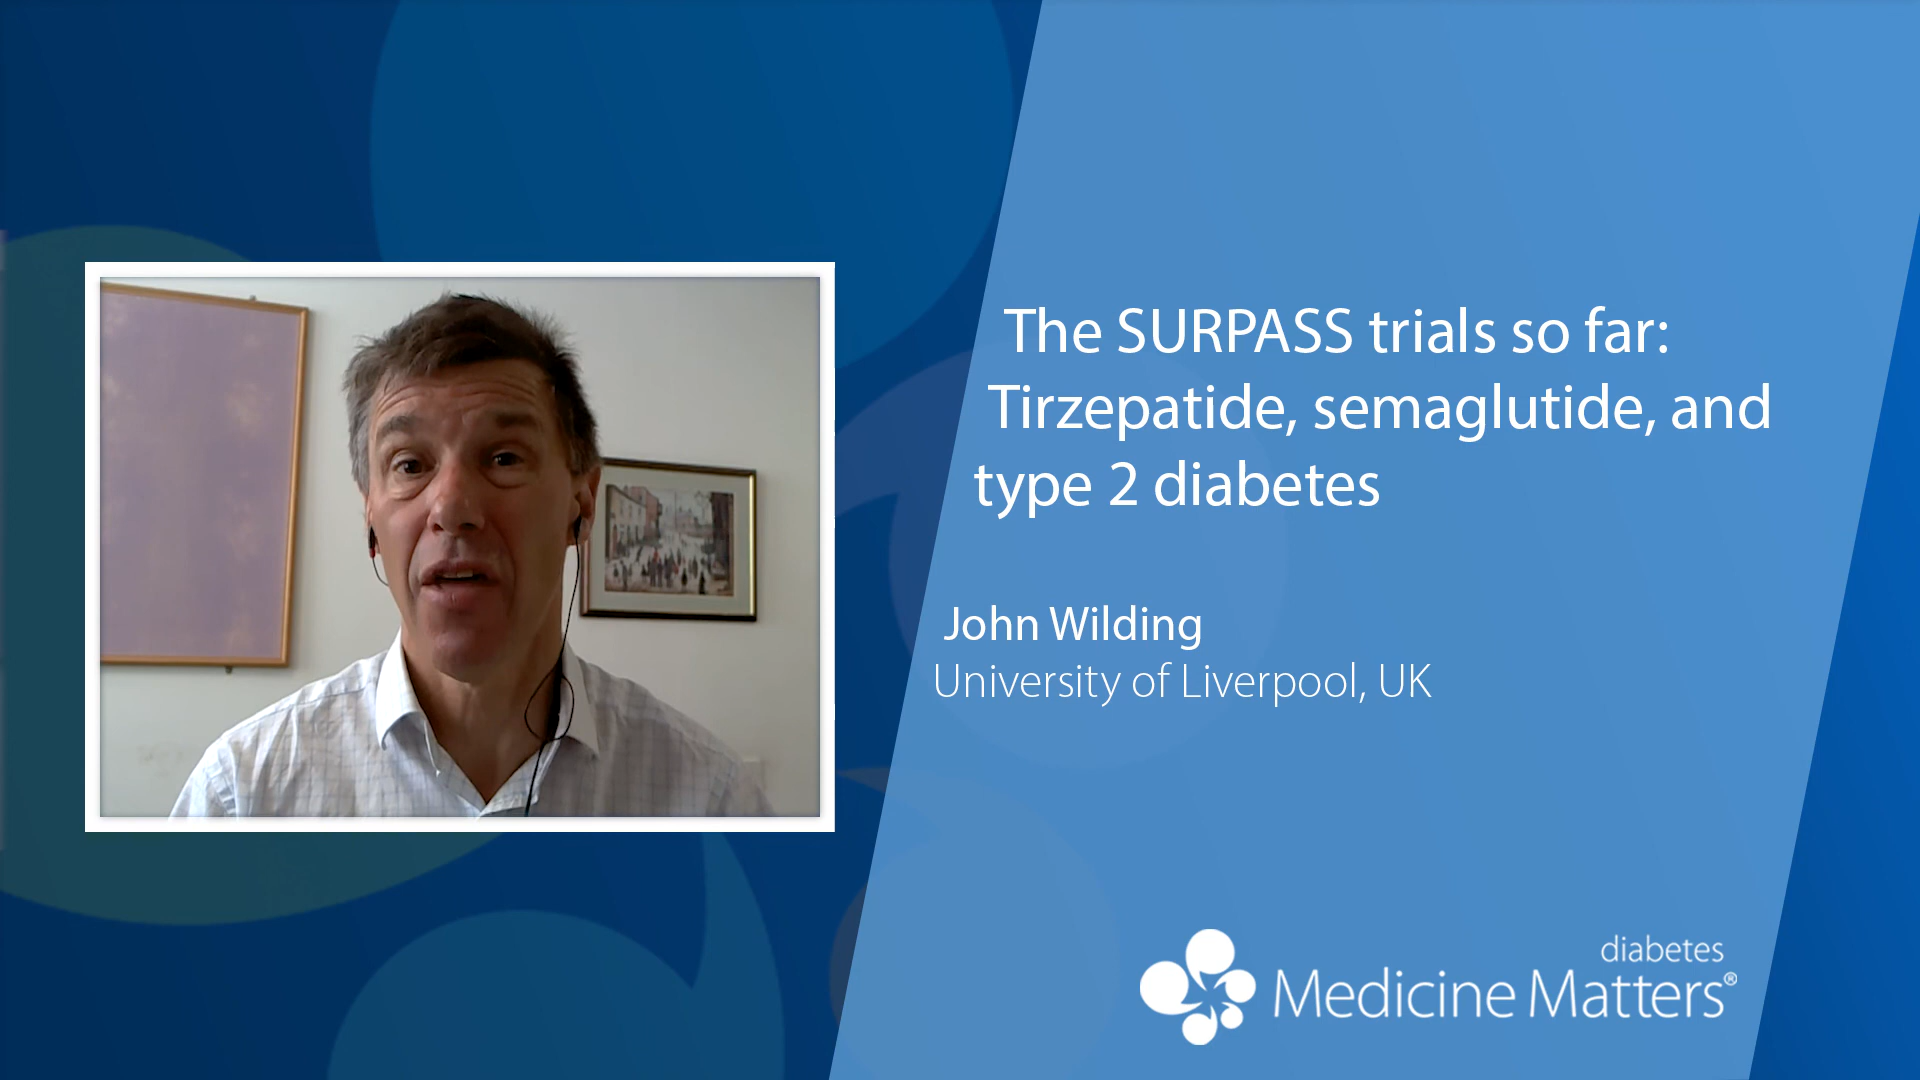 The SURPASS trials so far:
Tirzepatide, semaglutide, and
type 2 diabetes
John Wilding
University of Liverpool, UK
diabetes
Medicine Matters®